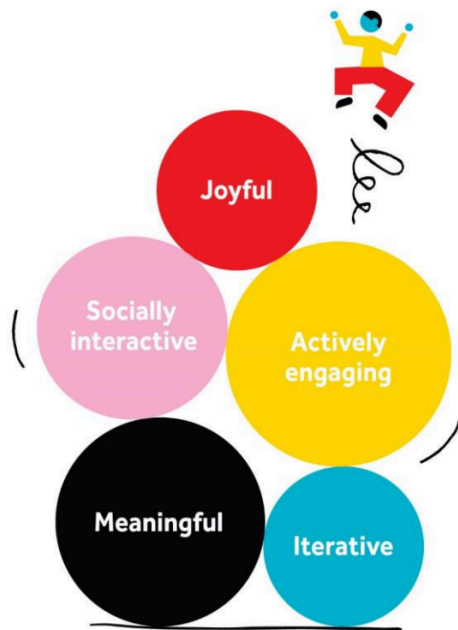 Joyful
Socially
interactive
Actively
engaging
Meaningful
Iterative